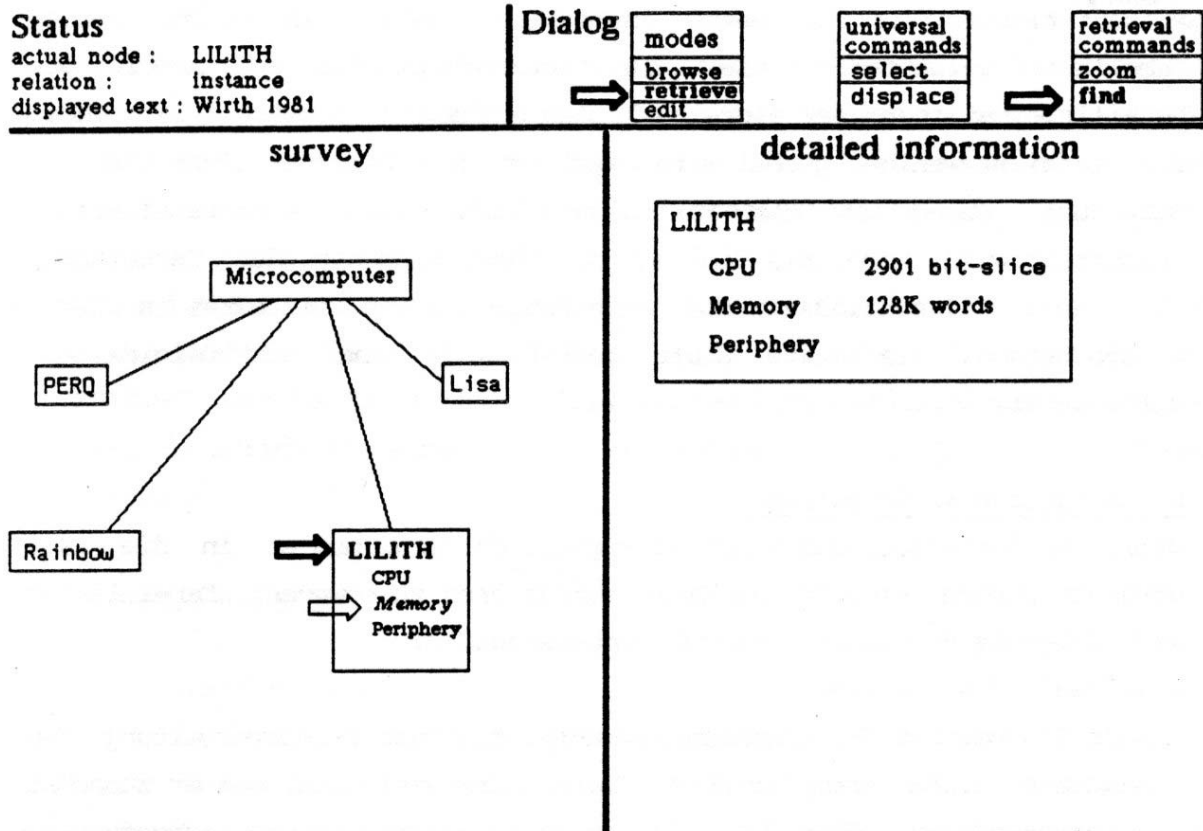 Status
actual node : LILITH
relation : instance
displayed text : Wirth 1981
Dialog
modes
browse
retrieve
edit
universal
commands
select
displace
retrieval
commands
zoom
find
survey
Microcomputer
PERQ
Lisa
Rainbow
LILITH
CPU
Memory
Periphery
detailed information
LILITH
CPU 2901 bit-slice
Memory 128K words
Periphery